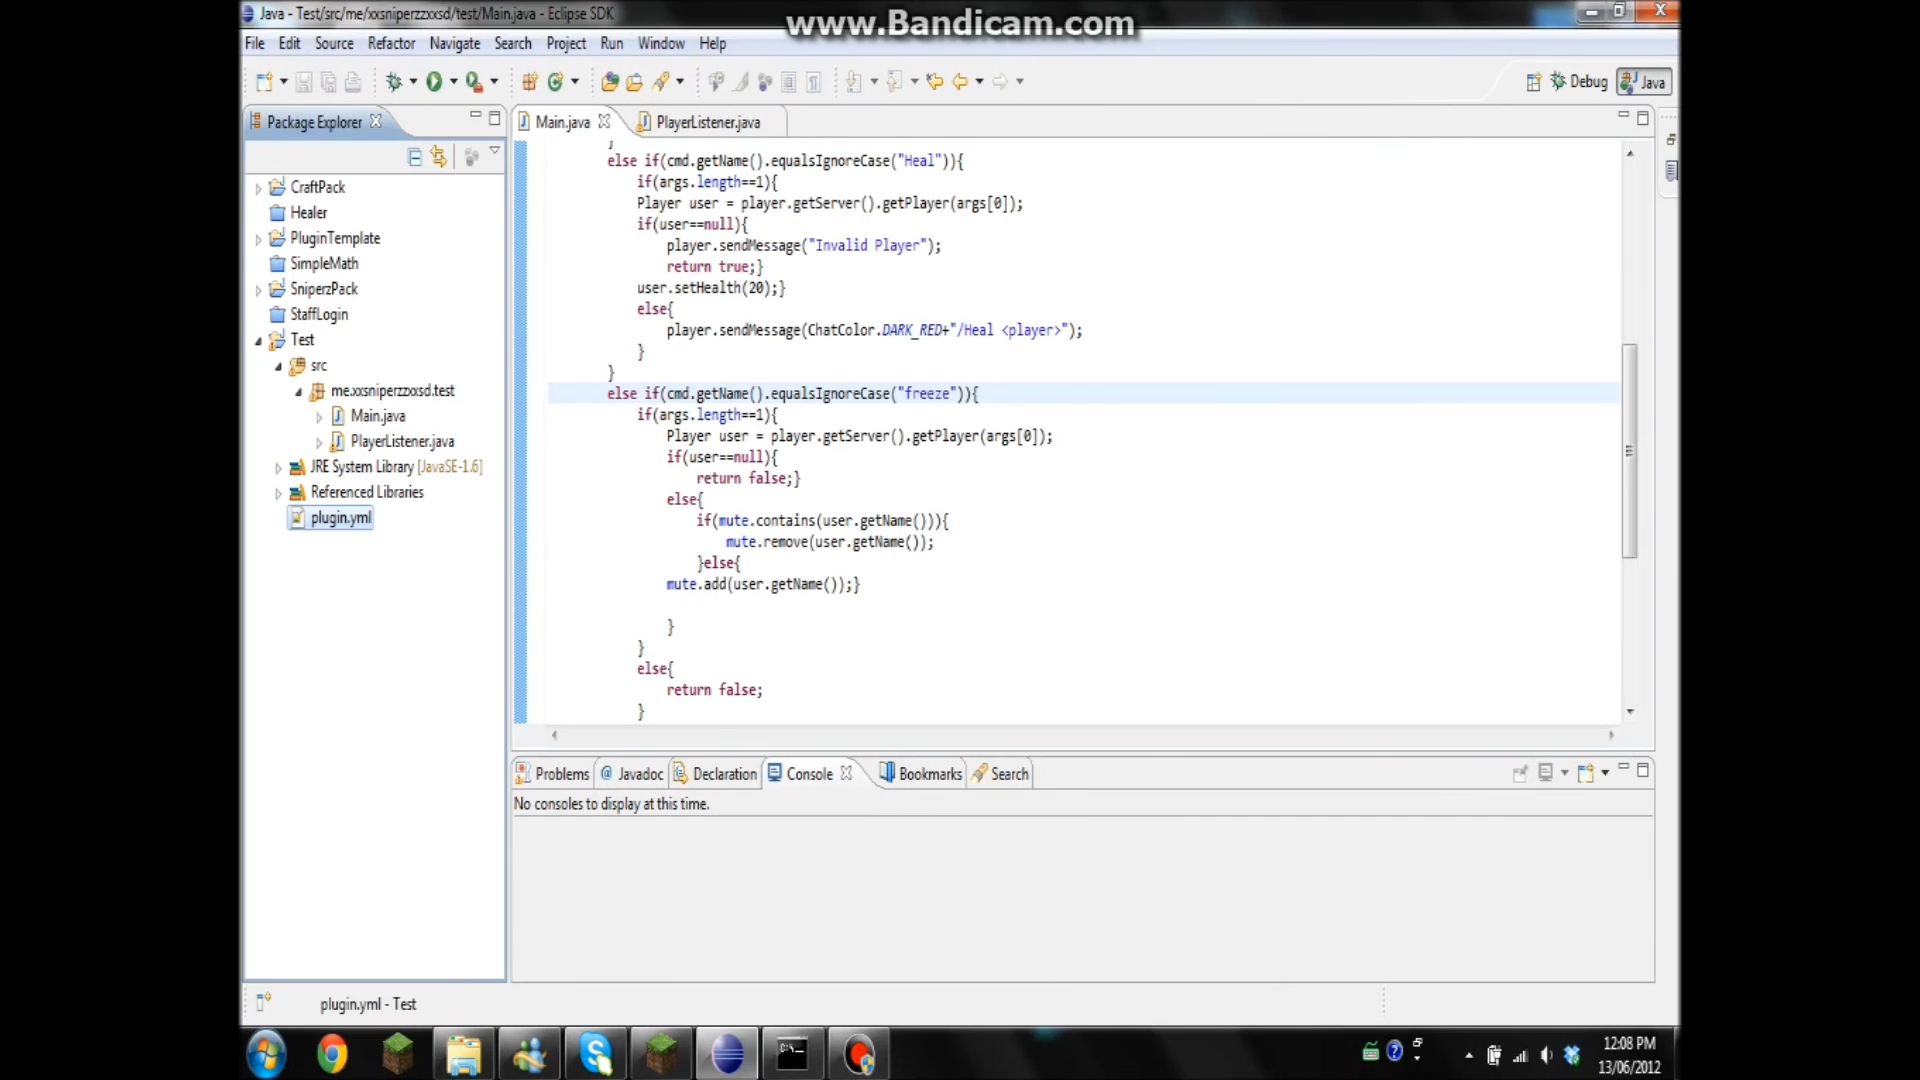 Java - Test/src/me/xxsniperzzxxsd/test/Main.java - Eclipse SDK
www.Bandicam.com
File Edit Source Refactor Navigate Search Project Run Window Help
Debug Java
Package Explorer
Main.java PlayerListener.java
CraftPack
Healer
PluginTemplate
SimpleMath
SniperzPack
StaffLogin
Test
src
me.xxsniperzzxxsd.test
Main.java
PlayerListener.java
JRE System Library [JavaSE-1.6]
Referenced Libraries
plugin.yml
}
else if(cmd.getName().equalsIgnoreCase("Heal")){
if(args.length==1){
Player user = player.getServer().getPlayer(args[0]);
if(user==null){
player.sendMessage("Invalid Player");
return true;}
user.setHealth(20);}
else{
player.sendMessage(ChatColor.DARK_RED+"/Heal <player>");
}
}
else if(cmd.getName().equalsIgnoreCase("freeze")){
if(args.length==1){
Player user = player.getServer().getPlayer(args[0]);
if(user==null){
return false;}
else{
if(mute.contains(user.getName())){
mute.remove(user.getName());
}else{
mute.add(user.getName());}
}
}
else{
return false;
}
Problems @ Javadoc Declaration Console Bookmarks Search
No consoles to display at this time.
plugin.yml - Test
C:\_
12:08 PM
13/06/2012